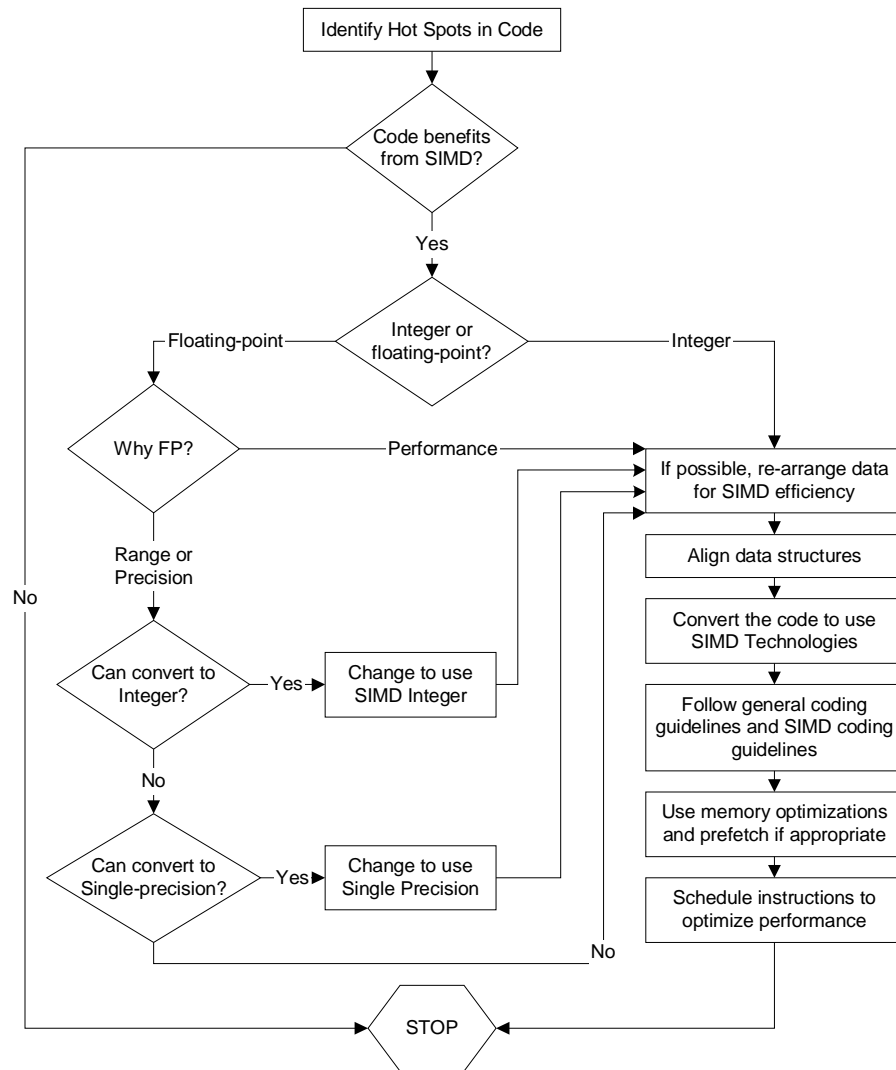 Identify Hot Spots in Code
Code benefits
from SIMD?
Yes
No
Integer or
floating-point?
Floating-point
Integer
Why FP?
Performance
If possible, re-arrange data
for SIMD efficiency
Range or
Precision
Align data structures
Convert the code to use
SIMD Technologies
Can convert to
Integer?
Yes
Change to use
SIMD Integer
Follow general coding
guidelines and SIMD coding
guidelines
No
Use memory optimizations
and prefetch if appropriate
Can convert to
Single-precision?
Yes
Change to use
Single Precision
Schedule instructions to
optimize performance
No
STOP